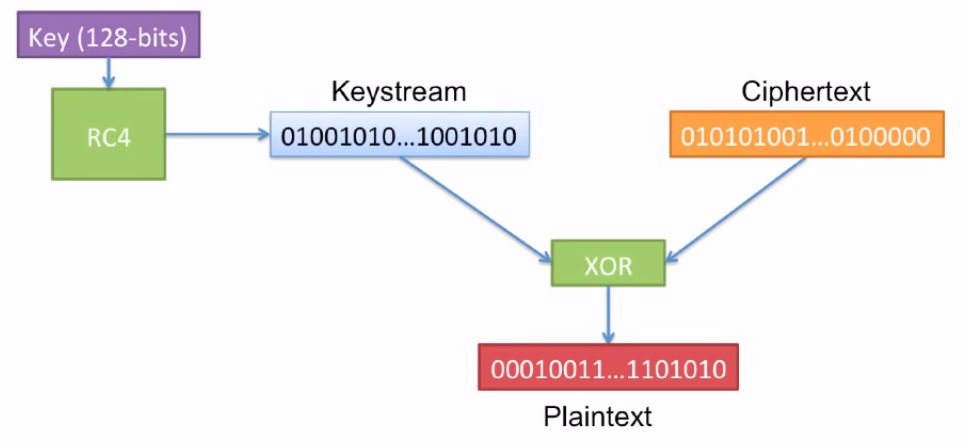 Key (128-bits)
RC4
Keystream
01001010...1001010
Ciphertext
010101001...0100000
XOR
00010011...1101010
Plaintext